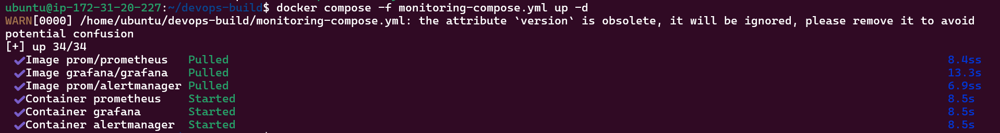 ubuntu@ip-172-31-20-227:~/devops-build$ docker compose -f monitoring-compose.yml up -d
WARN[0000] /home/ubuntu/devops-build/monitoring-compose.yml: the attribute `version` is obsolete, it will be ignored, please remove it to avoid
potential confusion
[+] up 34/34
✔Image prom/prometheus Pulled 8.4ss
✔Image grafana/grafana Pulled 13.3s
✔Image prom/alertmanager Pulled 6.9ss
✔Container prometheus Started 8.5s
✔Container grafana Started 8.5s
✔Container alertmanager Started 8.5s